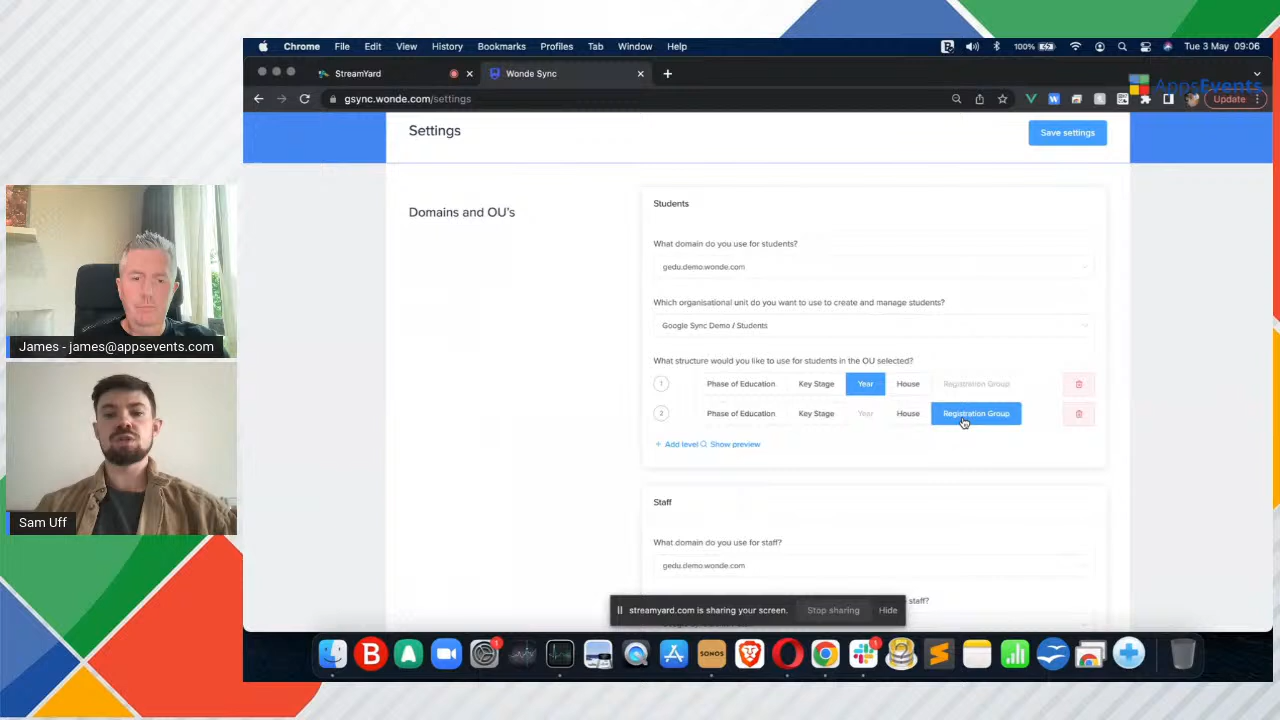 Chrome File Edit View History Bookmarks Profiles Tab Window Help 100% Tue 3 May 09:06
StreamYard Wonde Sync
AppsEvents
gsync.wonde.com/settings Update
Settings Save settings
Domains and OU's
Students
What domain do you use for students?
gedu.demo.wonde.com
Which organisational unit do you want to use to create and manage students?
Google Sync Demo / Students
What structure would you like to use for students in the OU selected?
1 Phase of Education Key Stage Year House Registration Group
2 Phase of Education Key Stage Year House Registration Group
+ Add level Show preview
Staff
What domain do you use for staff?
gedu.demo.wonde.com
staff?
streamyard.com is sharing your screen. Stop sharing Hide
James - james@appsevents.com
Sam Uff
SONOS